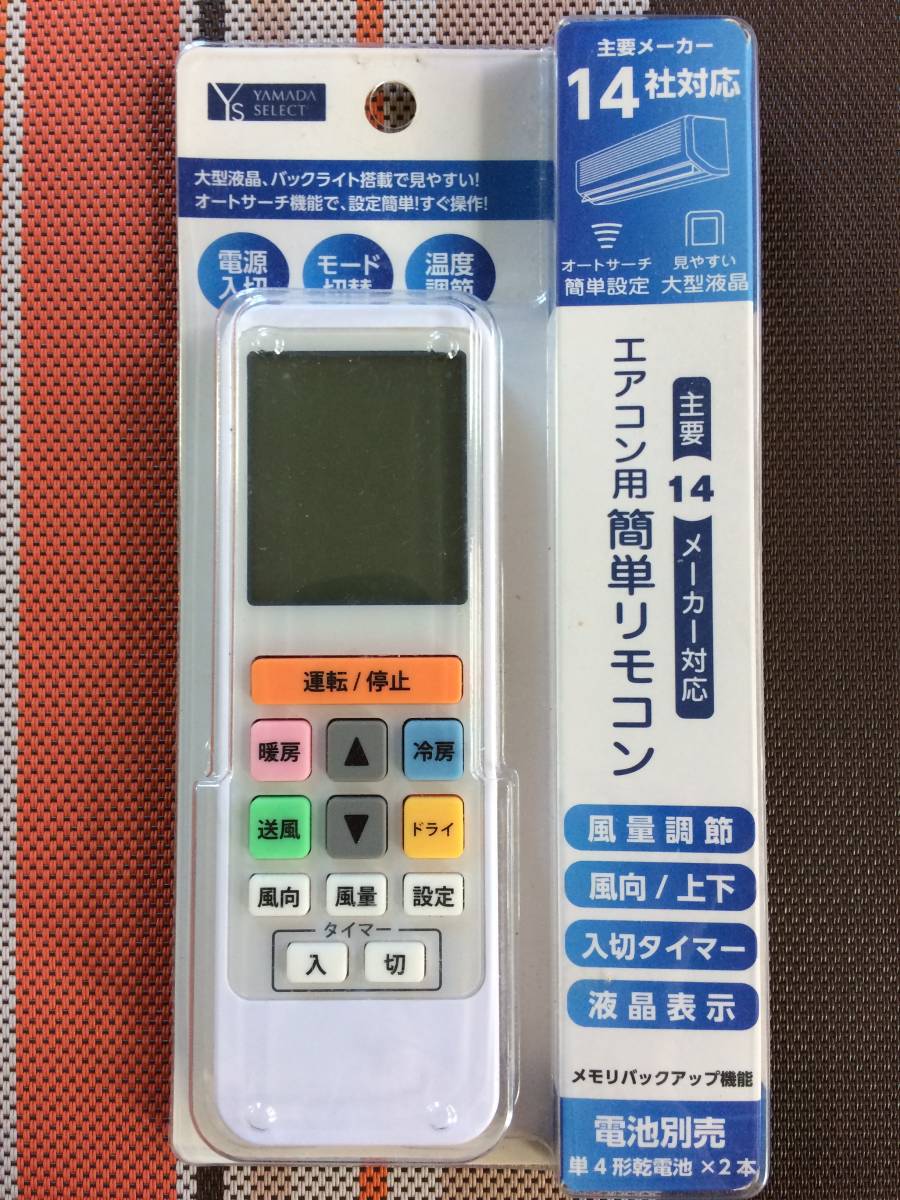 YS YAMADA
SELECT
大型液晶、バックライト搭載で見やすい!
オートサーチ機能で、設定簡単!すぐ操作!
電源
入切
モード
切替
温度
調節
運転/停止
暖房
▲
冷房
送風
▼
ドライ
風向
風量
設定
タイマー
入
切
主要メーカー
14社対応
オートサーチ
簡単設定
見やすい
大型液晶
エアコン用簡単リモコン
主要14メーカー対応
風量調節
風向/上下
入切タイマー
液晶表示
メモリバックアップ機能
電池別売
単4形乾電池×2本